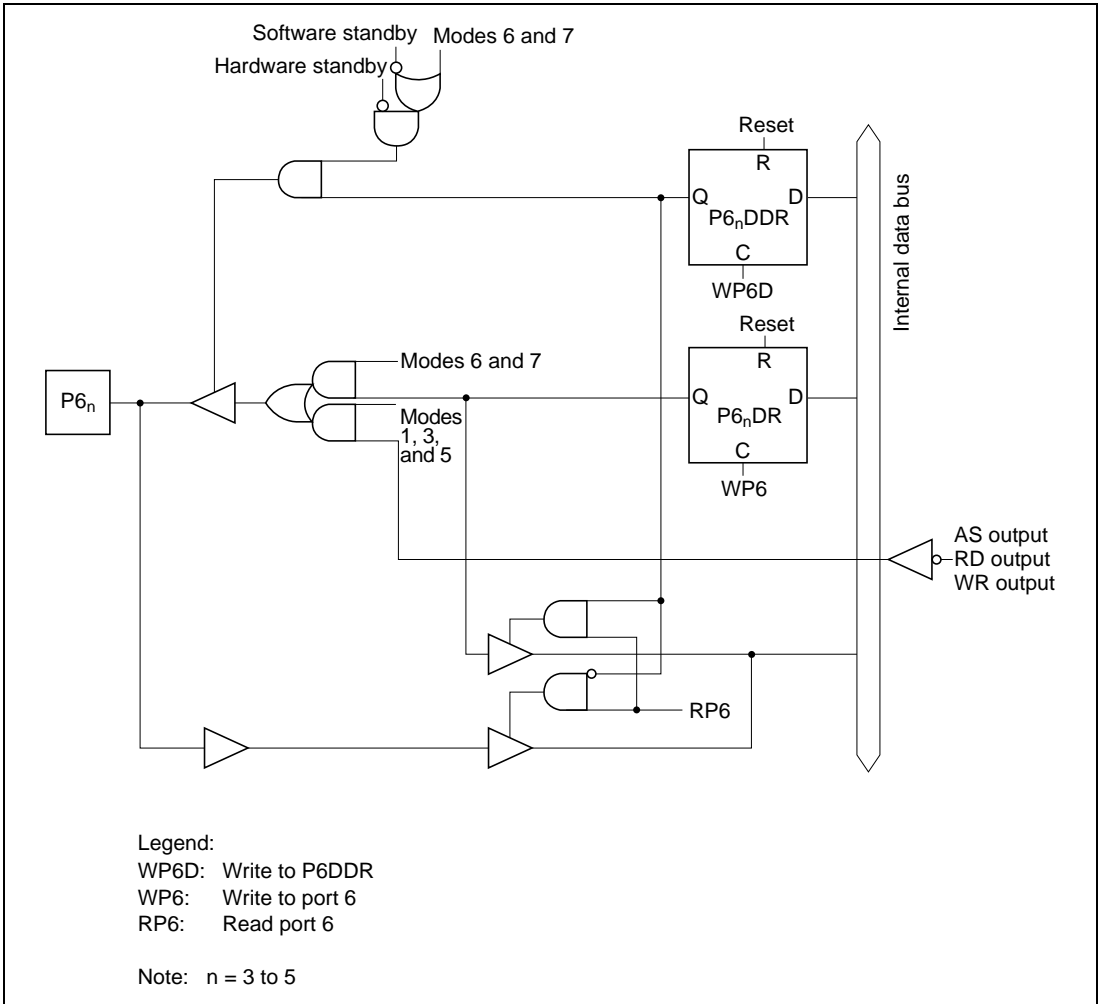 Software standby
Modes 6 and 7
Hardware standby
Reset
R
Q
D
P6nDDR
C
WP6D
Internal data bus
Reset
R
Modes 6 and 7
P6n
Q
D
P6nDR
Modes
1, 3,
and 5
C
WP6
AS output
RD output
WR output
RP6
Legend:
WP6D: Write to P6DDR
WP6: Write to port 6
RP6: Read port 6
Note: n = 3 to 5